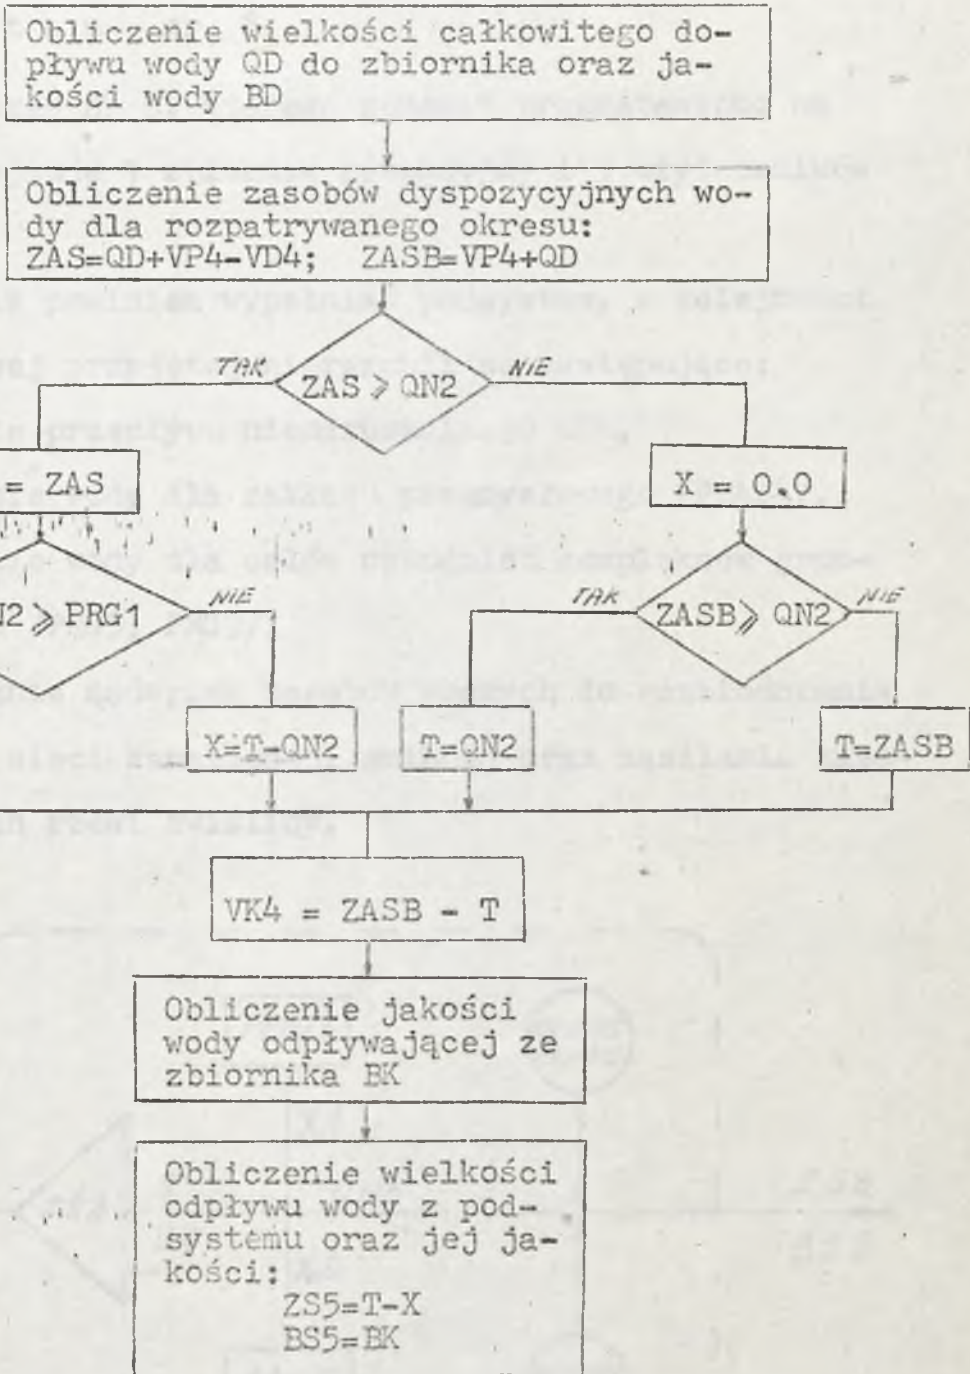 Obliczenie wielkości całkowitego do-
pływu wody QD do zbiornika oraz ja-
kości wody BD
Obliczenie zasobów dyspozycyjnych wo-
dy dla rozpatrywanego okresu:
ZAS=QD+VP4-VD4; ZASB=VP4+QD
TAK
ZAS ⩾ QN2
NIE
= ZAS
X = 0.0
N2 ⩾ PRG1
NIE
TAK
ZASB ⩾ QN2
NIE
X=T-QN2
T=QN2
T=ZASB
VK4 = ZASB - T
Obliczenie jakości
wody odpływającej ze
zbiornika BK
Obliczenie wielkości
odpływu wody z pod-
systemu oraz jej ja-
kości:
ZS5=T-X
BS5=BK